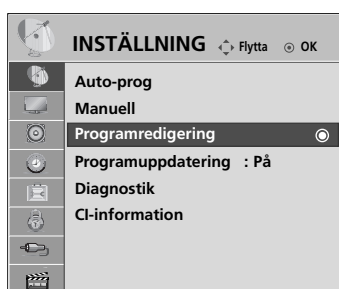 INSTÄLLNING Flytta OK
Auto-prog
Manuell
Programredigering
Programuppdatering : På
Diagnostik
CI-information